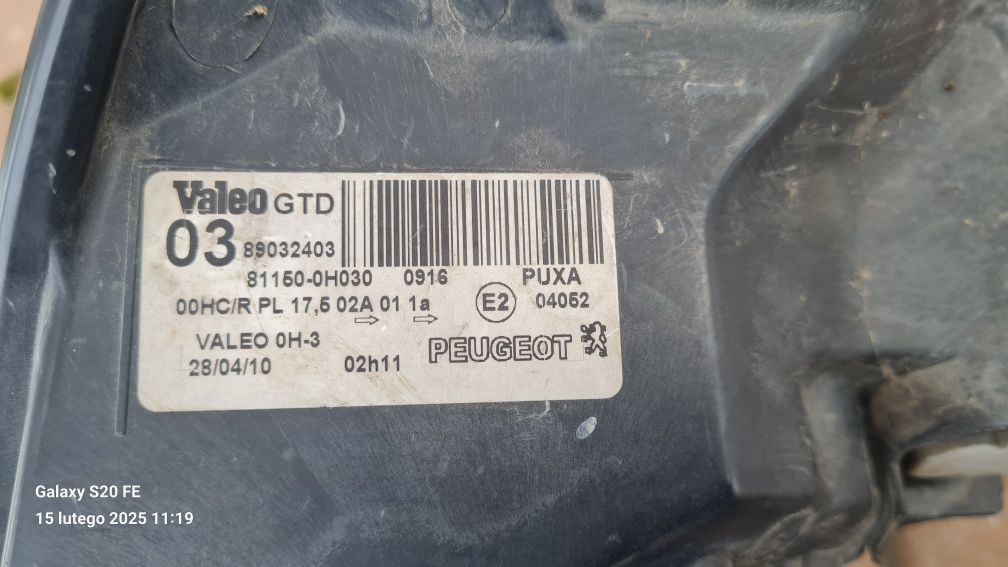 Valeo GTD
03 89032403
81150-0H030 0916 PUXA
00HC/R PL 17,5 02A 01 1a E2 04052
VALEO 0H-3 PEUGEOT
28/04/10 02h11
Galaxy S20 FE
15 lutego 2025 11:19